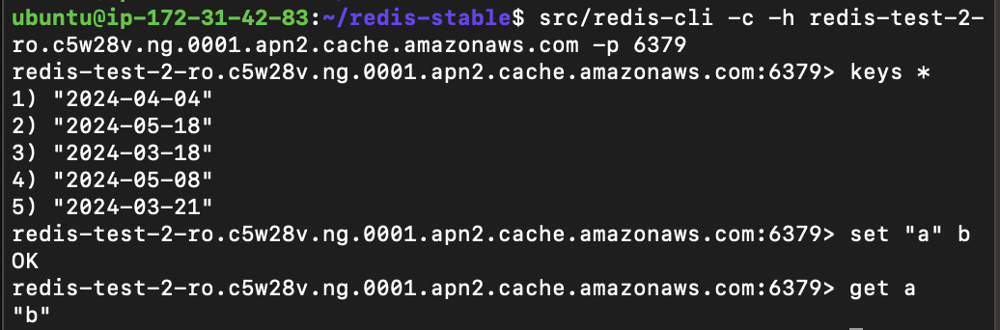 ubuntu@ip-172-31-42-83:~/redis-stable$ src/redis-cli -c -h redis-test-2-
ro.c5w28v.ng.0001.apn2.cache.amazonaws.com -p 6379
redis-test-2-ro.c5w28v.ng.0001.apn2.cache.amazonaws.com:6379> keys *
1) "2024-04-04"
2) "2024-05-18"
3) "2024-03-18"
4) "2024-05-08"
5) "2024-03-21"
redis-test-2-ro.c5w28v.ng.0001.apn2.cache.amazonaws.com:6379> set "a" b
OK
redis-test-2-ro.c5w28v.ng.0001.apn2.cache.amazonaws.com:6379> get a
"b"